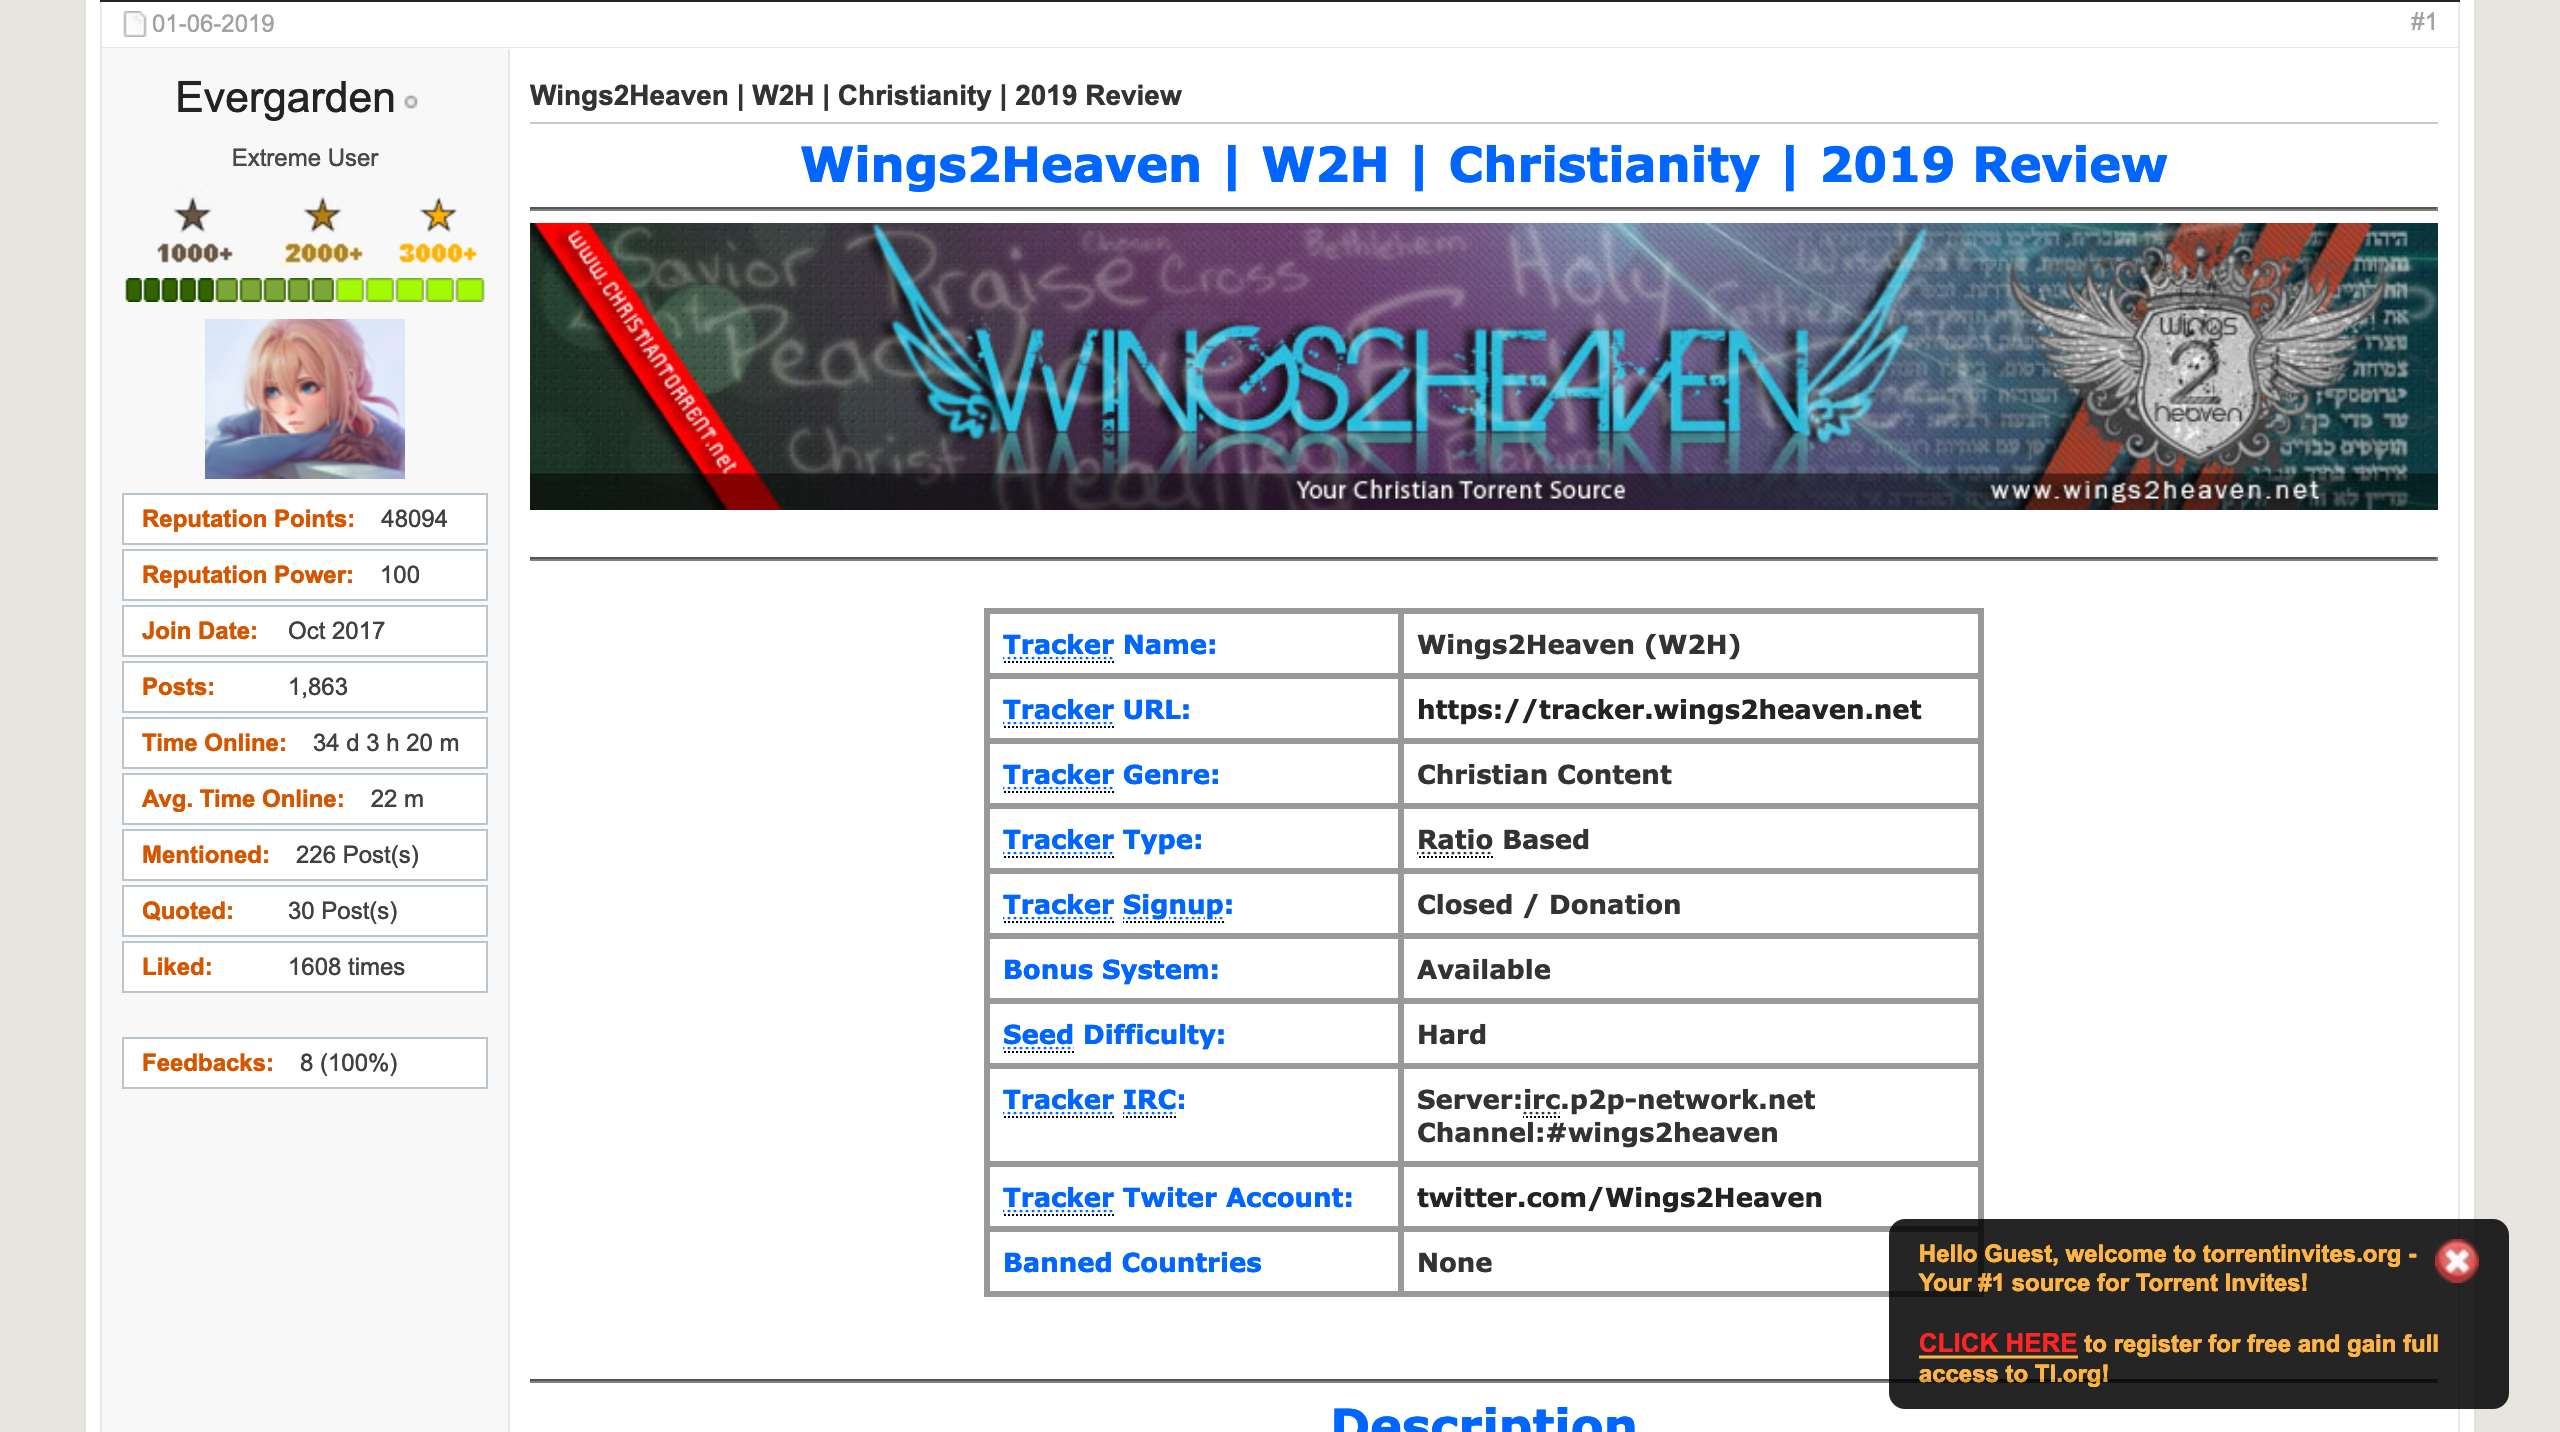 01-06-2019
#1
Evergarden
Extreme User
1000+ 2000+ 3000+
Reputation Points: 48094
Reputation Power: 100
Join Date: Oct 2017
Posts: 1,863
Time Online: 34 d 3 h 20 m
Avg. Time Online: 22 m
Mentioned: 226 Post(s)
Quoted: 30 Post(s)
Liked: 1608 times
Feedbacks: 8 (100%)
Wings2Heaven | W2H | Christianity | 2019 Review
Wings2Heaven | W2H | Christianity | 2019 Review
www.CHRISTIANTORRENT.net
Savior Praise Cross Bethlehem Holy
Christ Healing
WINGS2HEAVEN
wings
2
heaven
Your Christian Torrent Source
www.wings2heaven.net
Tracker Name: Wings2Heaven (W2H)
Tracker URL: https://tracker.wings2heaven.net
Tracker Genre: Christian Content
Tracker Type: Ratio Based
Tracker Signup: Closed / Donation
Bonus System: Available
Seed Difficulty: Hard
Tracker IRC: Server:irc.p2p-network.net
Channel:#wings2heaven
Tracker Twiter Account: twitter.com/Wings2Heaven
Banned Countries None
Description
Hello Guest, welcome to torrentinvites.org -
Your #1 source for Torrent Invites!
CLICK HERE to register for free and gain full
access to TI.org!